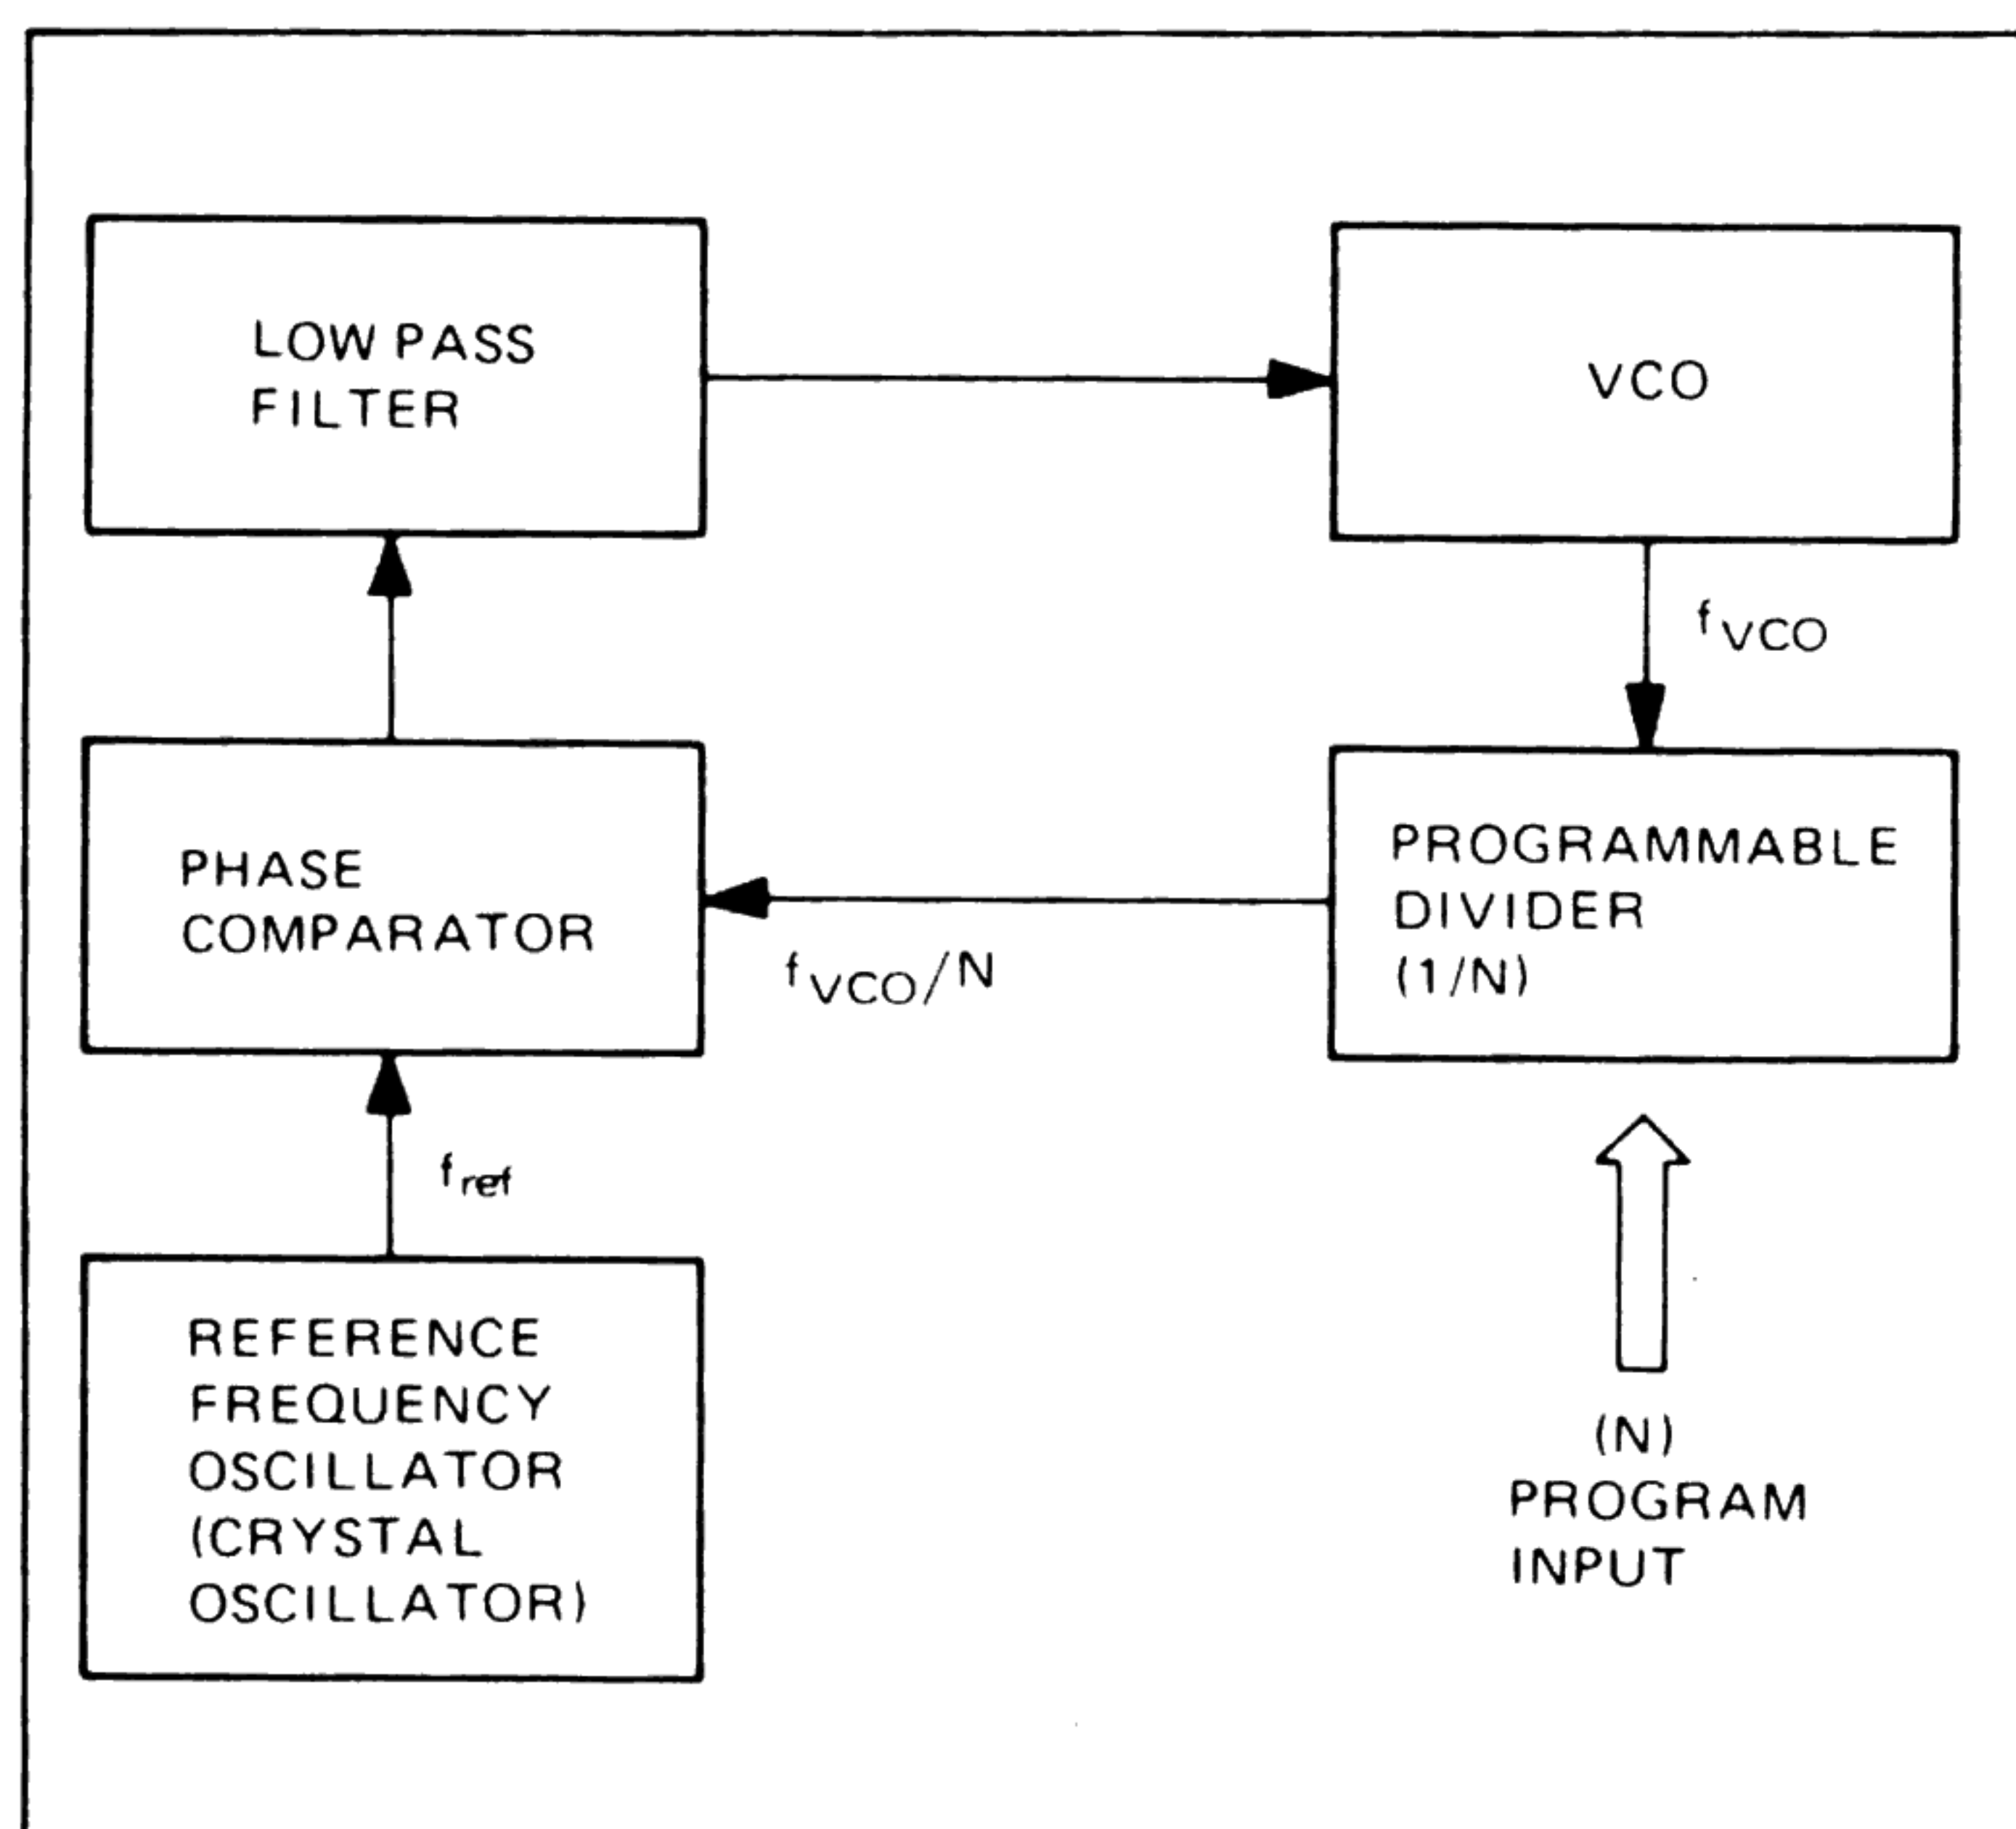 LOW PASS
FILTER
VCO
fVCO
PHASE
COMPARATOR
PROGRAMMABLE
DIVIDER
(1/N)
fVCO/N
fref
REFERENCE
FREQUENCY
OSCILLATOR
(CRYSTAL
OSCILLATOR)
(N)
PROGRAM
INPUT